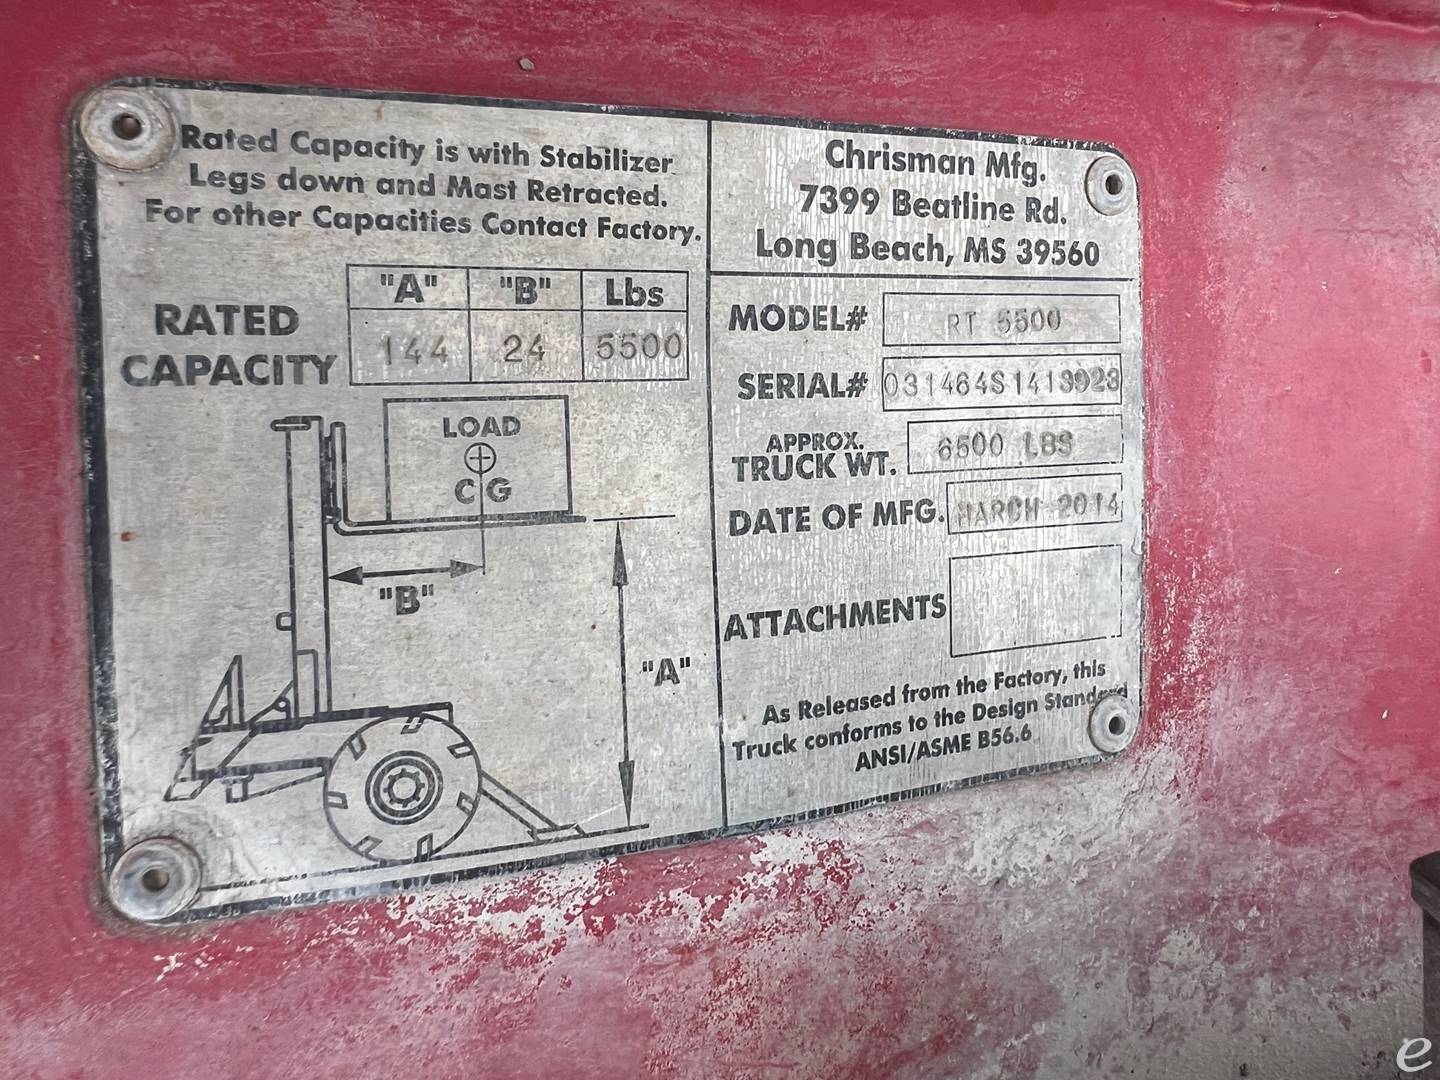 Rated Capacity is with Stabilizer
Legs down and Mast Retracted.
For other Capacities Contact Factory.
RATED CAPACITY
"A" "B" Lbs
144 24 5500
LOAD
C G
"B"
"A"
Chrisman Mfg.
7399 Beatline Rd.
Long Beach, MS 39560
MODEL# RT 5500
SERIAL#
APPROX.
TRUCK WT. 6500 LBS
DATE OF MFG. MARCH 2014
ATTACHMENTS
As Released from the Factory, this
Truck conforms to the Design Standard
ANSI/ASME B56.6
e